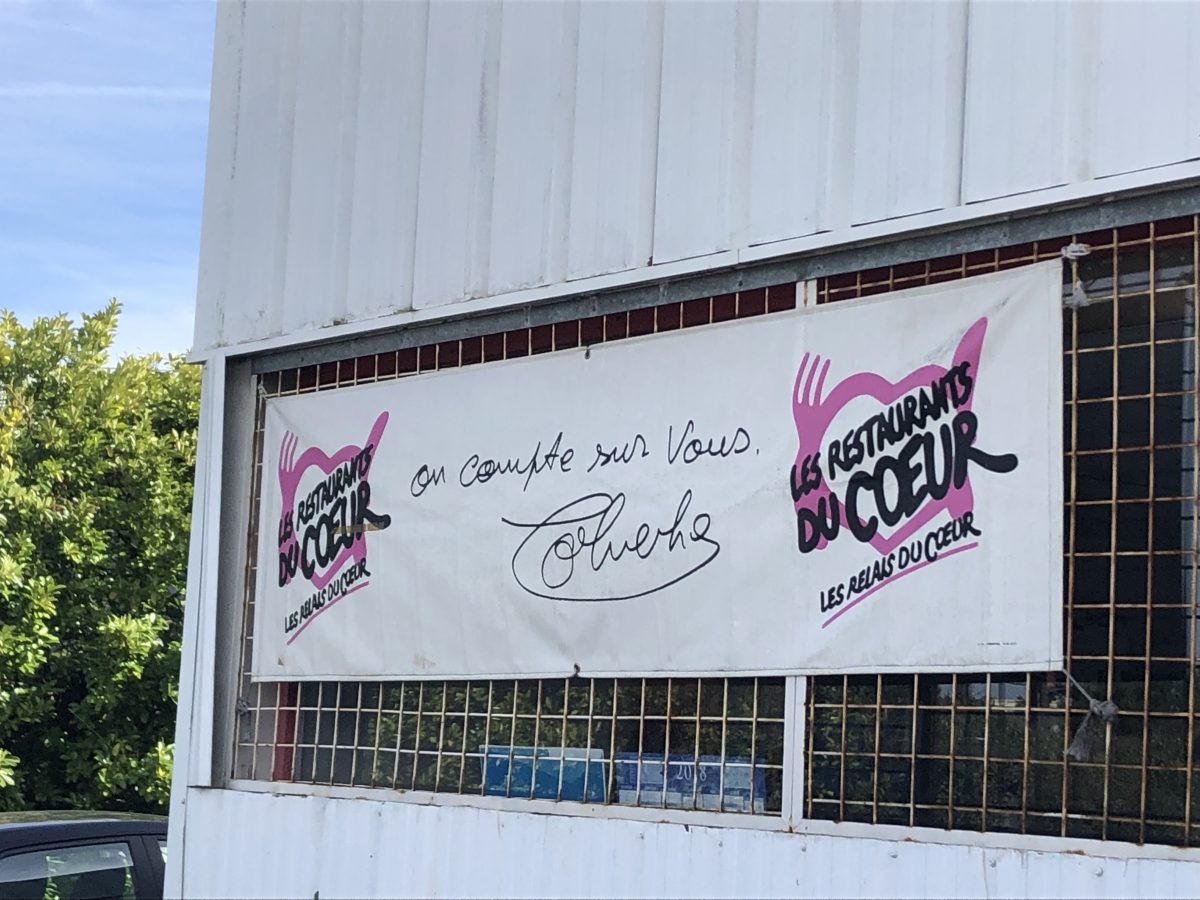 LES RESTAURANTS
DU COEUR
LES RELAIS DU COEUR
on compte sur vous.
Coluche
LES RESTAURANTS
DU COEUR
LES RELAIS DU COEUR
2018